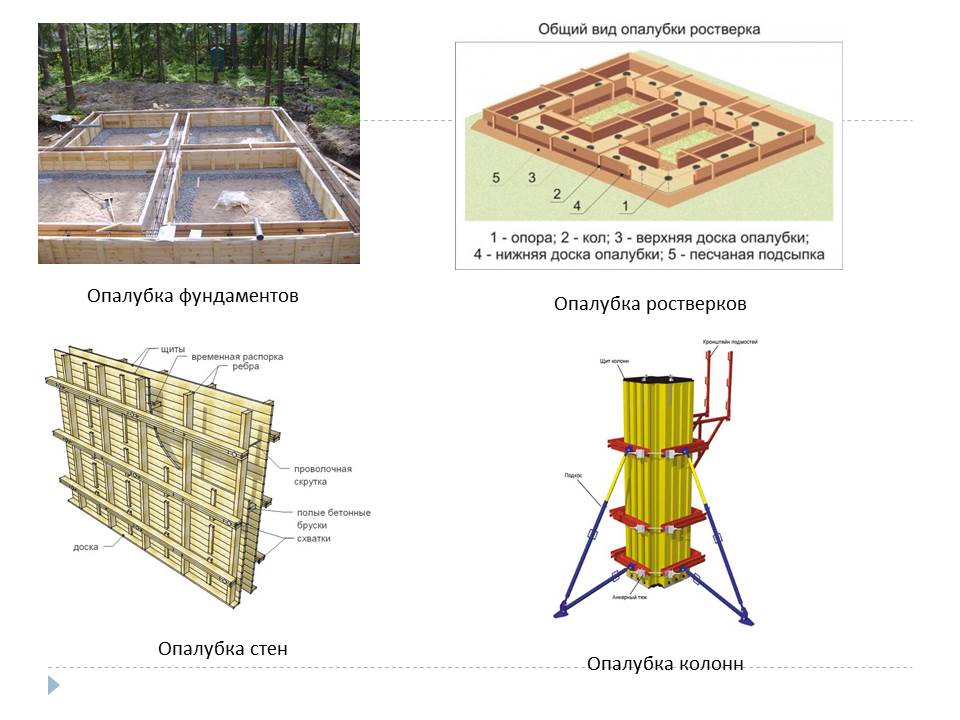 Общий вид опалубки ростверка
5
3
2
4
1
1 - опора; 2 - кол; 3 - верхняя доска опалубки;
4 - нижняя доска опалубки; 5 - песчаная подсыпка
Опалубка фундаментов
Опалубка ростверков
щиты
временная распорка
ребра
проволочная
скрутка
полые бетонные
бруски
схватки
доска
Опалубка стен
Кронштейн подмостей
Щит колонн
Подкос
Анкерный тяж
Опалубка колонн